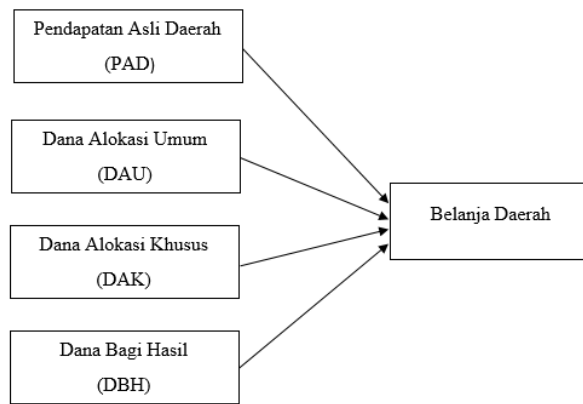 Pendapatan Asli Daerah
(PAD)
Dana Alokasi Umum
(DAU)
Dana Alokasi Khusus
(DAK)
Dana Bagi Hasil
(DBH)
Belanja Daerah